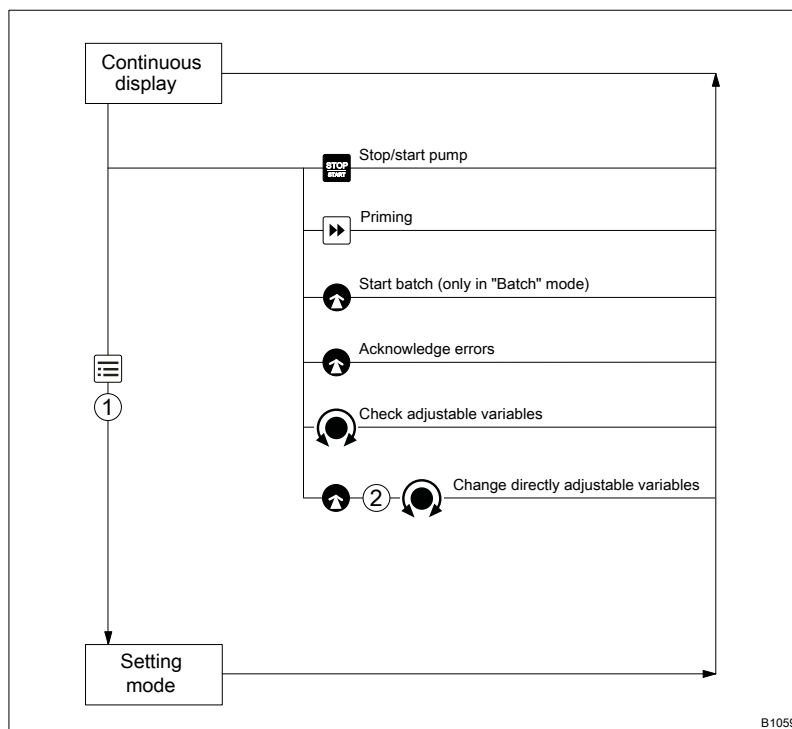 Continuous
display
STOP
START
Stop/start pump
Priming
Start batch (only in "Batch" mode)
Acknowledge errors
1
Check adjustable variables
2
Change directly adjustable variables
Setting
mode
B1059